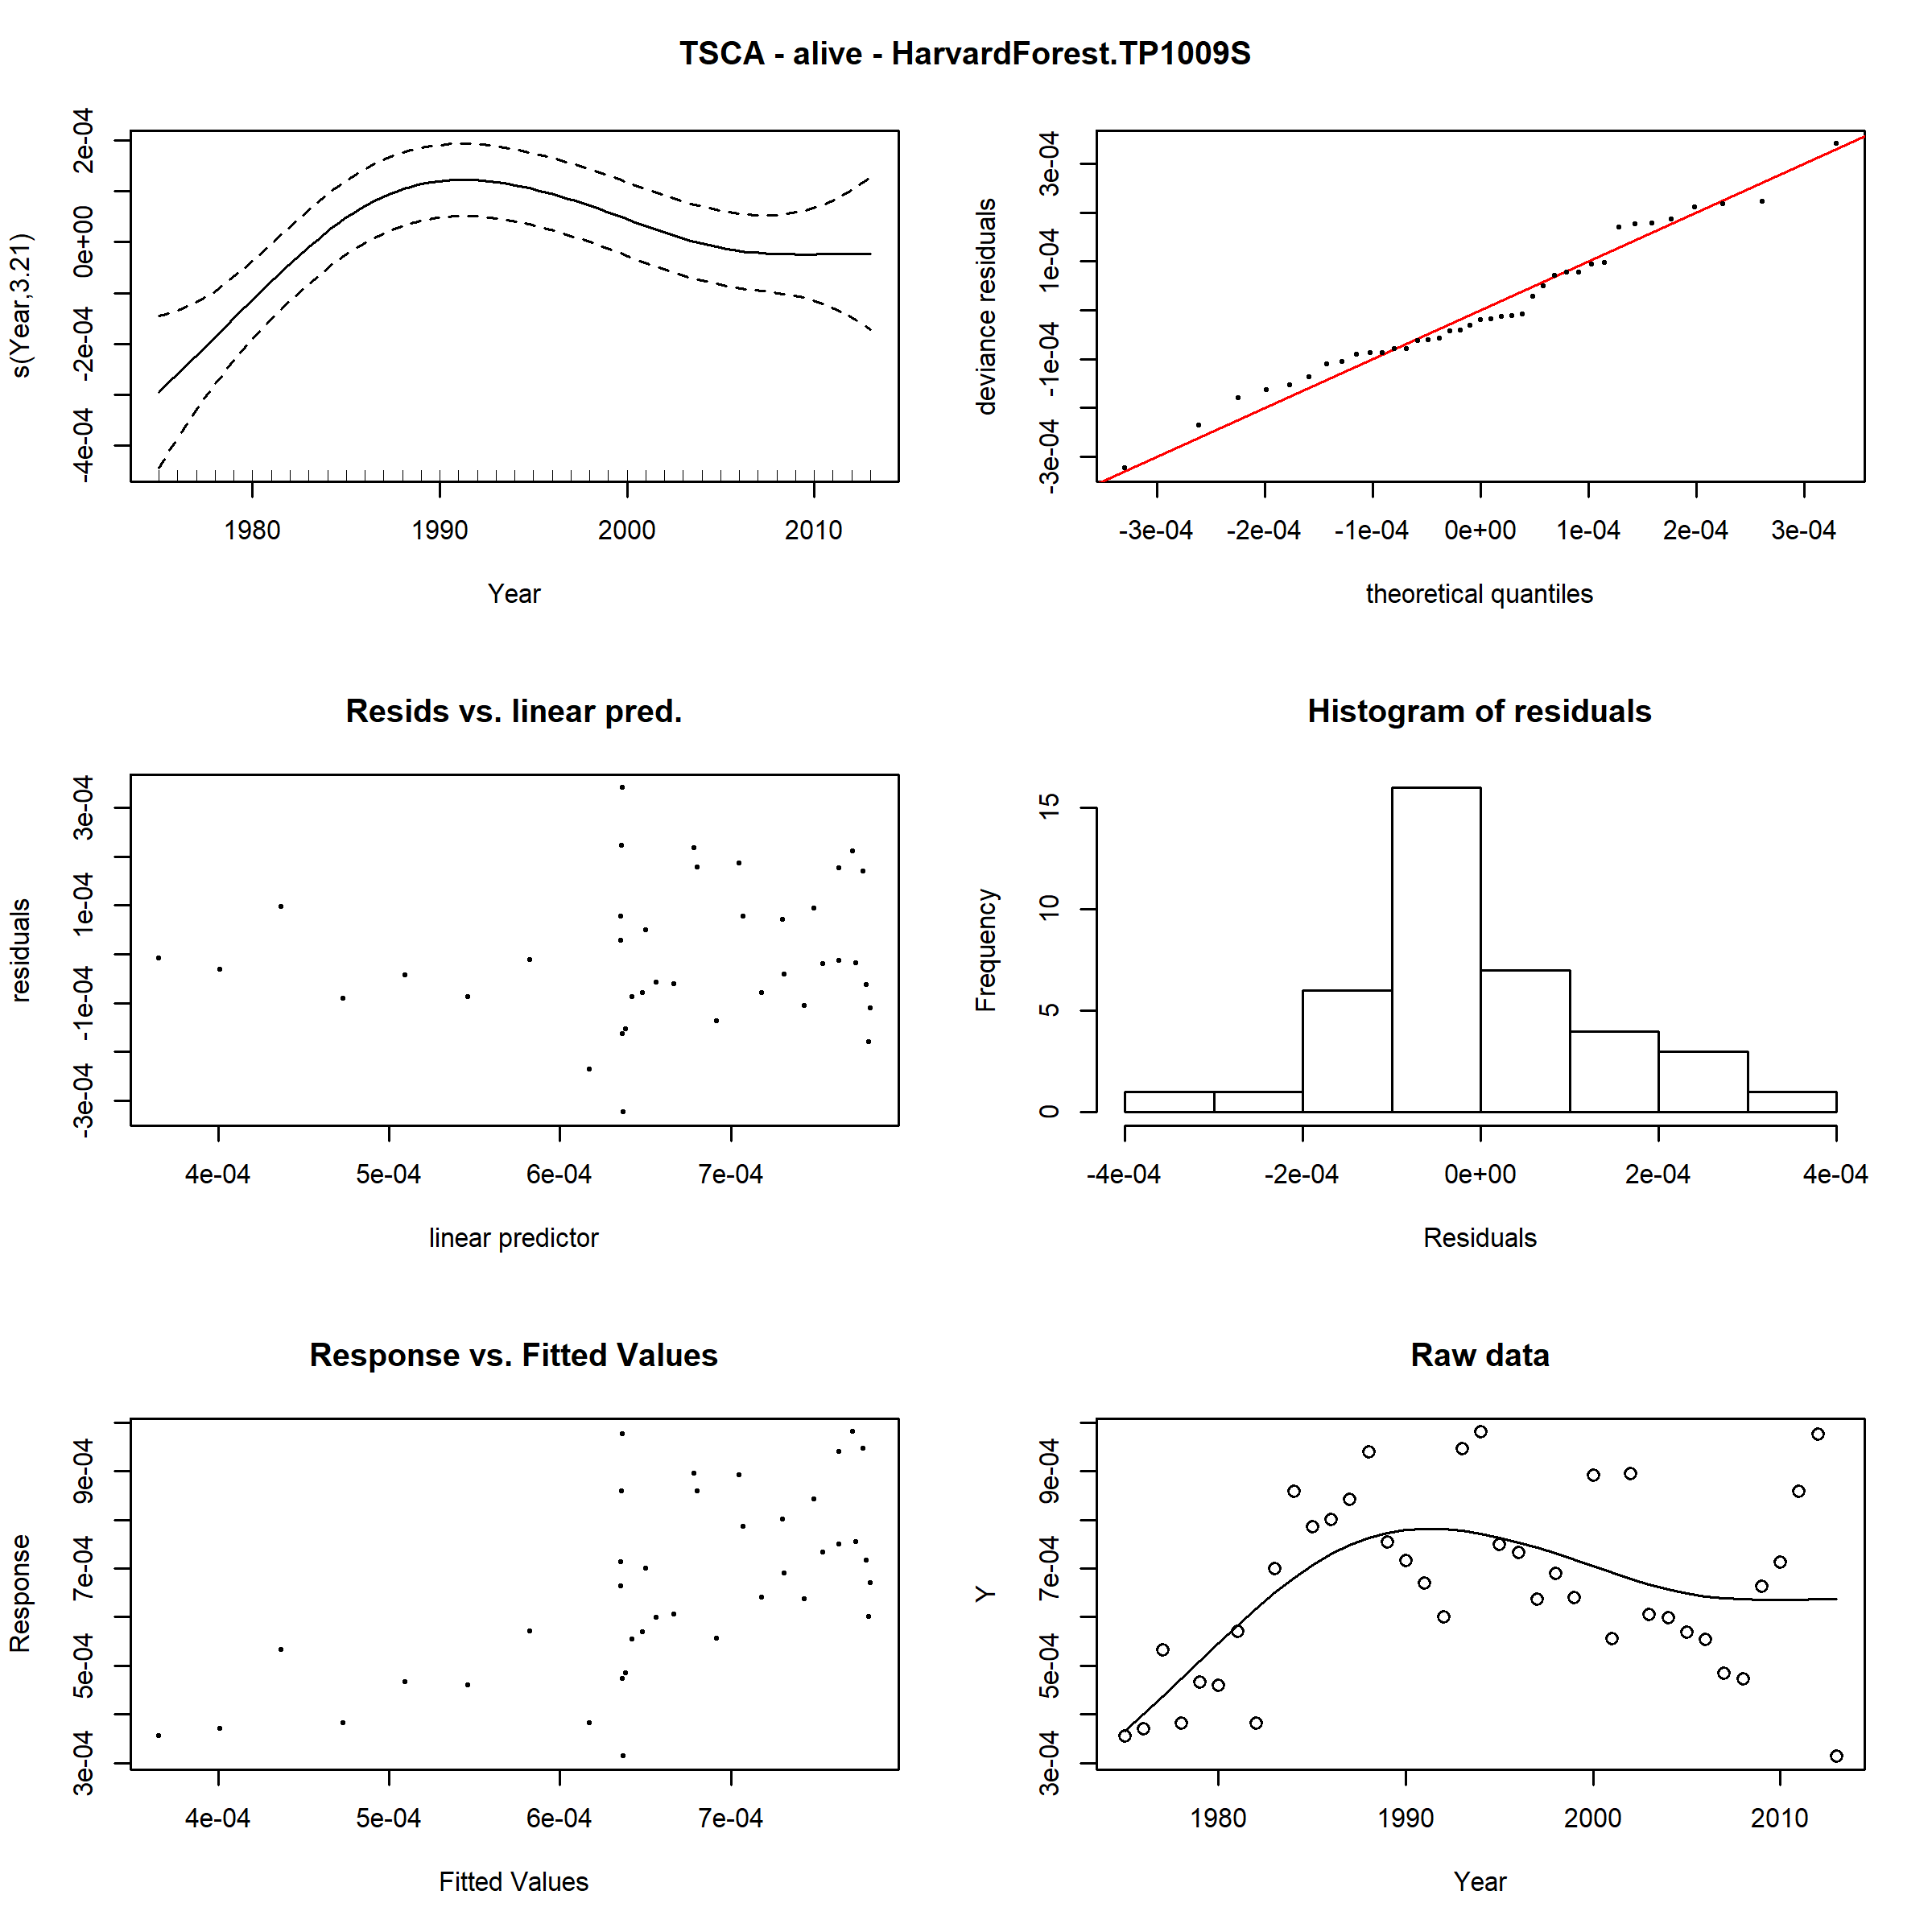 TSCA - alive - HarvardForest.TP1009S
s(Year,3.21)
-4e-04 -2e-04 0e+00 2e-04
1980 1990 2000 2010
Year
deviance residuals
-3e-04 -1e-04 1e-04 3e-04
-3e-04 -2e-04 -1e-04 0e+00 1e-04 2e-04 3e-04
theoretical quantiles
Resids vs. linear pred.
residuals
-3e-04 -1e-04 1e-04 3e-04
4e-04 5e-04 6e-04 7e-04
linear predictor
Histogram of residuals
Frequency
0 5 10 15
-4e-04 -2e-04 0e+00 2e-04 4e-04
Residuals
Response vs. Fitted Values
Response
3e-04 5e-04 7e-04 9e-04
4e-04 5e-04 6e-04 7e-04
Fitted Values
Raw data
Y
3e-04 5e-04 7e-04 9e-04
1980 1990 2000 2010
Year